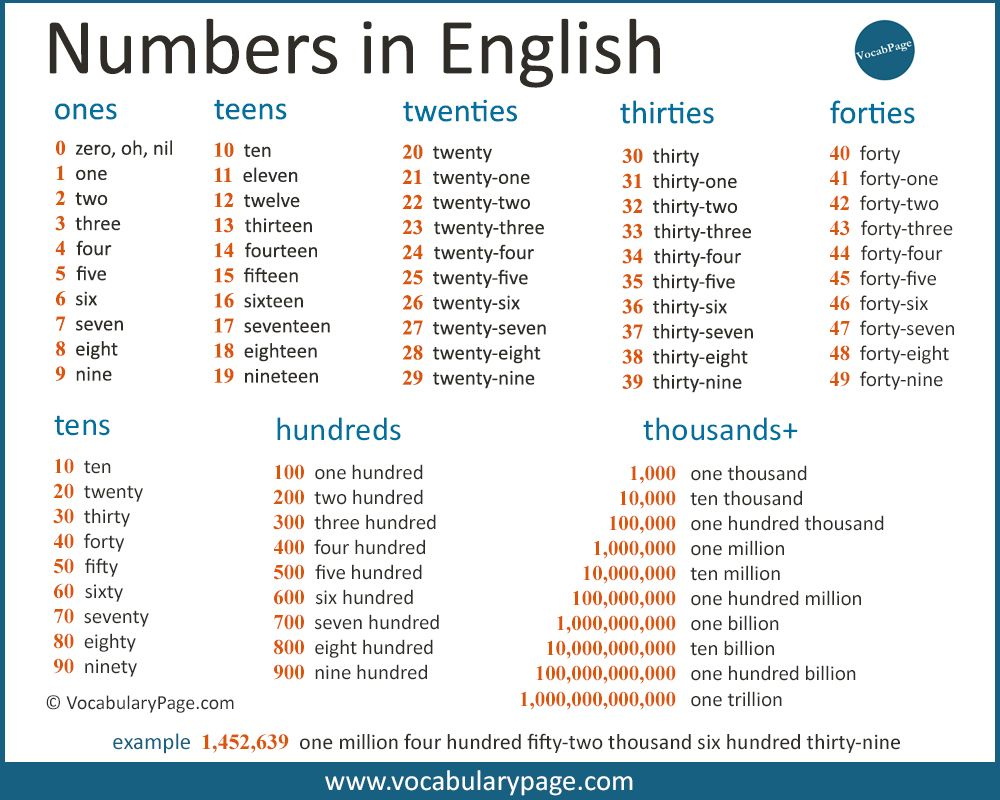 Numbers in English
VocabPage
ones
0 zero, oh, nil
1 one
2 two
3 three
4 four
5 five
6 six
7 seven
8 eight
9 nine
teens
10 ten
11 eleven
12 twelve
13 thirteen
14 fourteen
15 fifteen
16 sixteen
17 seventeen
18 eighteen
19 nineteen
twenties
20 twenty
21 twenty-one
22 twenty-two
23 twenty-three
24 twenty-four
25 twenty-five
26 twenty-six
27 twenty-seven
28 twenty-eight
29 twenty-nine
thirties
30 thirty
31 thirty-one
32 thirty-two
33 thirty-three
34 thirty-four
35 thirty-five
36 thirty-six
37 thirty-seven
38 thirty-eight
39 thirty-nine
forties
40 forty
41 forty-one
42 forty-two
43 forty-three
44 forty-four
45 forty-five
46 forty-six
47 forty-seven
48 forty-eight
49 forty-nine
tens
10 ten
20 twenty
30 thirty
40 forty
50 fifty
60 sixty
70 seventy
80 eighty
90 ninety
hundreds
100 one hundred
200 two hundred
300 three hundred
400 four hundred
500 five hundred
600 six hundred
700 seven hundred
800 eight hundred
900 nine hundred
thousands+
1,000 one thousand
10,000 ten thousand
100,000 one hundred thousand
1,000,000 one million
10,000,000 ten million
100,000,000 one hundred million
1,000,000,000 one billion
10,000,000,000 ten billion
100,000,000,000 one hundred billion
1,000,000,000,000 one trillion
© VocabularyPage.com
example 1,452,639 one million four hundred fifty-two thousand six hundred thirty-nine
www.vocabularypage.com